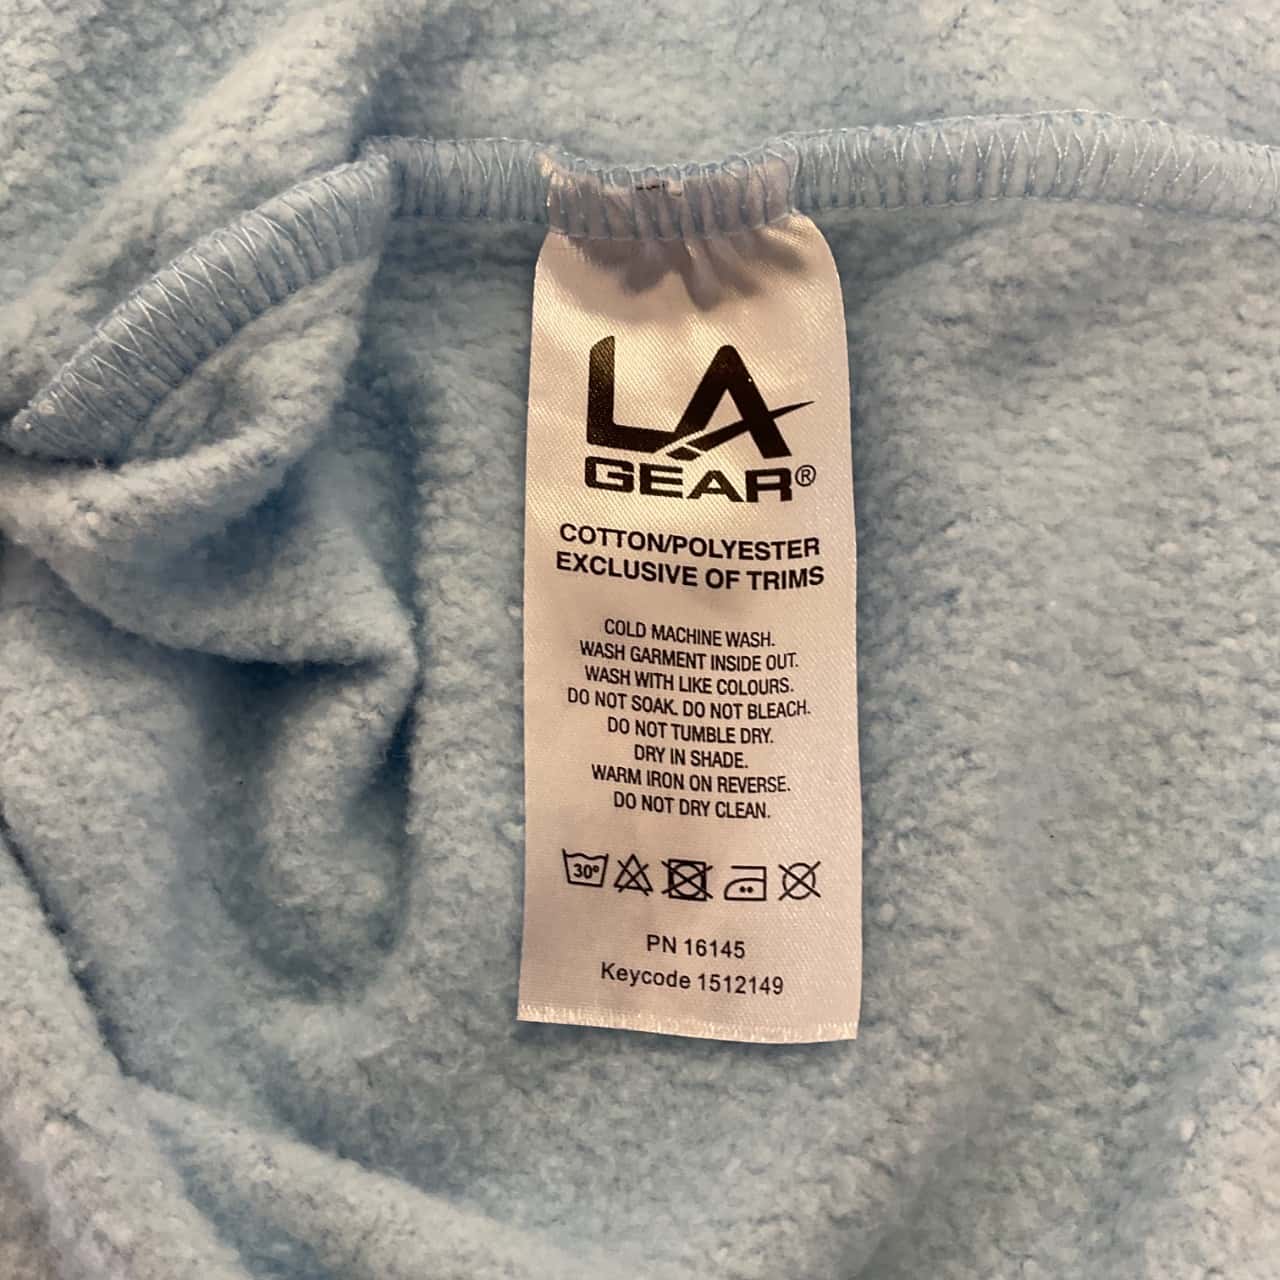 LA
GEAR®
COTTON/POLYESTER
EXCLUSIVE OF TRIMS
COLD MACHINE WASH.
WASH GARMENT INSIDE OUT.
WASH WITH LIKE COLOURS.
DO NOT SOAK. DO NOT BLEACH.
DO NOT TUMBLE DRY.
DRY IN SHADE.
WARM IRON ON REVERSE.
DO NOT DRY CLEAN.
30°
PN 16145
Keycode 1512149